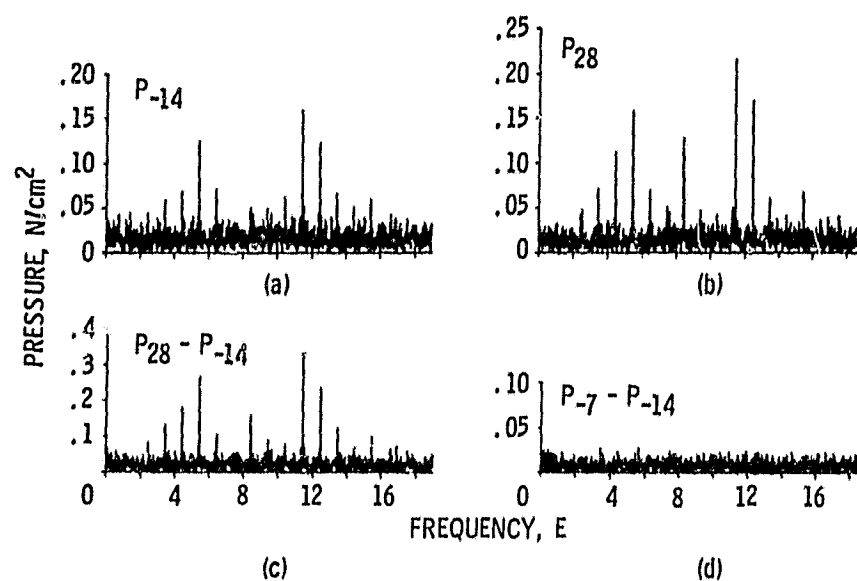 PRESSURE, N/cm²
.20
.15
.10
.05
0
P-14
(a)
.25
.20
.15
.10
.05
0
P28
(b)
.4
.3
.2
.1
0
P28 - P-14
4
8
12
16
(c)
.10
.05
0
P-7 - P-14
4
8
12
16
(d)
FREQUENCY, E